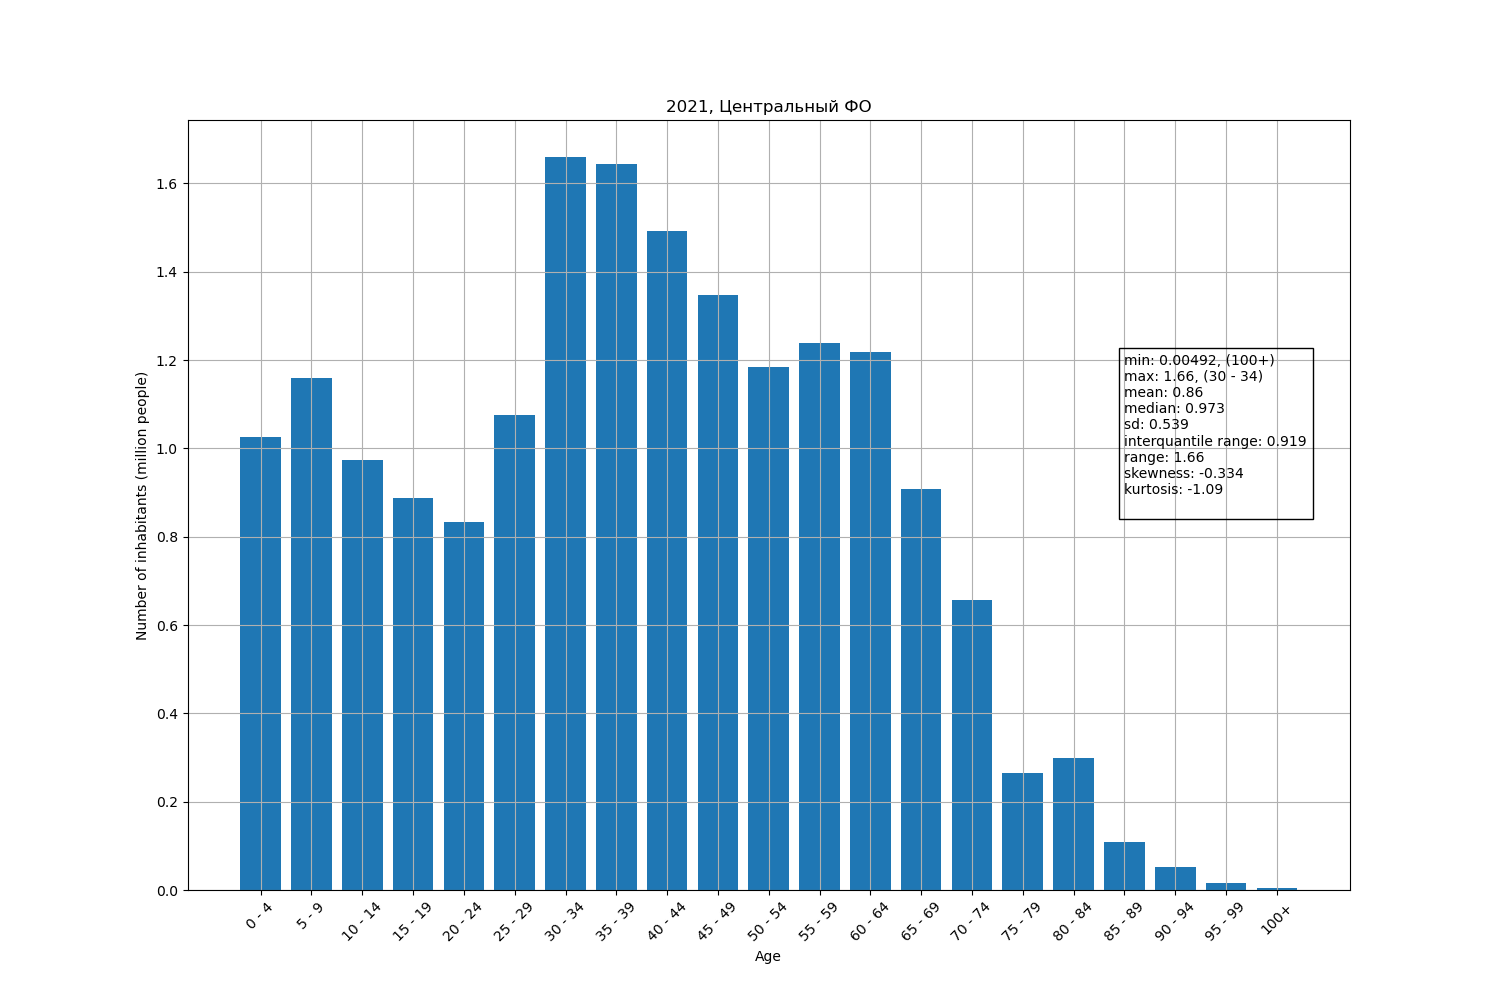 2021, Центральный ФО
Number of inhabitants (million people)
1.6
1.4
1.2
1.0
0.8
0.6
0.4
0.2
0.0
min: 0.00492, (100+)
max: 1.66, (30 - 34)
mean: 0.86
median: 0.973
sd: 0.539
interquantile range: 0.919
range: 1.66
skewness: -0.334
kurtosis: -1.09
0 - 4
5 - 9
10 - 14
15 - 19
20 - 24
25 - 29
30 - 34
35 - 39
40 - 44
45 - 49
50 - 54
55 - 59
60 - 64
65 - 69
70 - 74
75 - 79
80 - 84
85 - 89
90 - 94
95 - 99
100+
Age